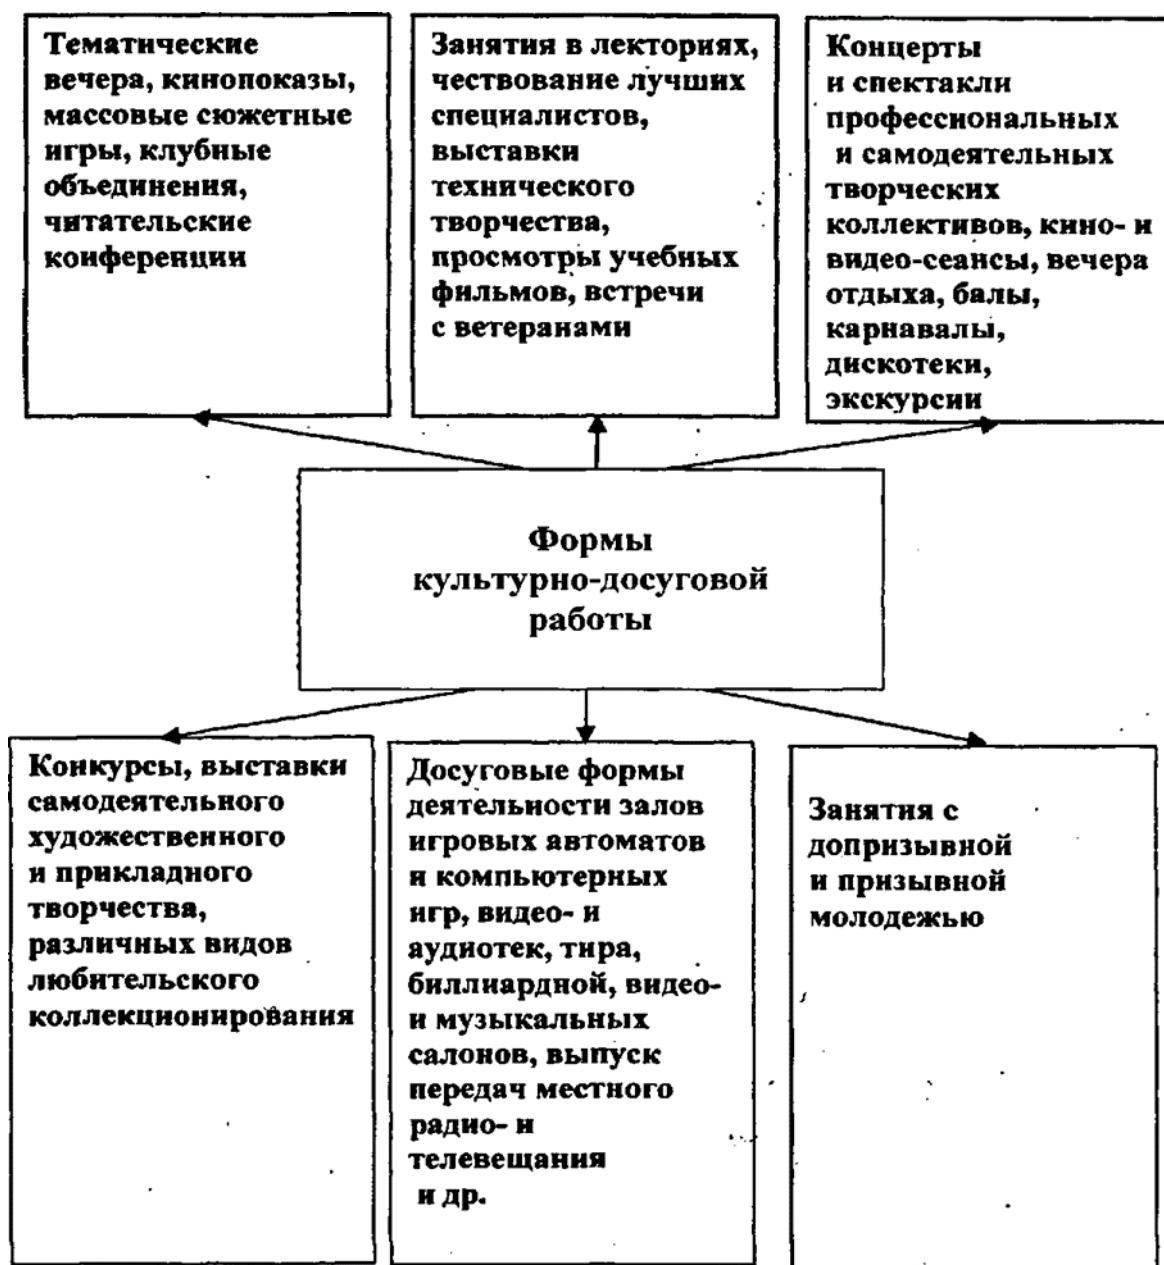 Тематические
вечера, кинопоказы,
массовые сюжетные
игры, клубные
объединения,
читательские
конференции
Занятия в лекториях,
чествование лучших
специалистов,
выставки
технического
творчества,
просмотры учебных
фильмов, встречи
с ветеранами
Концерты
и спектакли
профессиональных
и самодеятельных
творческих
коллективов, кино- и
видео-сеансы, вечера
отдыха, балы,
карнавалы,
дискотеки,
экскурсии
Формы
культурно-досуговой
работы
Конкурсы, выставки
самодеятельного
художественного
и прикладного
творчества,
различных видов
любительского
коллекционирования
Досуговые формы
деятельности залов
игровых автоматов
и компьютерных
игр, видео- и
аудиотек, тира,
биллиардной, видео-
и музыкальных
салонов, выпуск
передач местного
радио- и
телевещания
и др.
Занятия с
допризывной
и призывной
молодежью